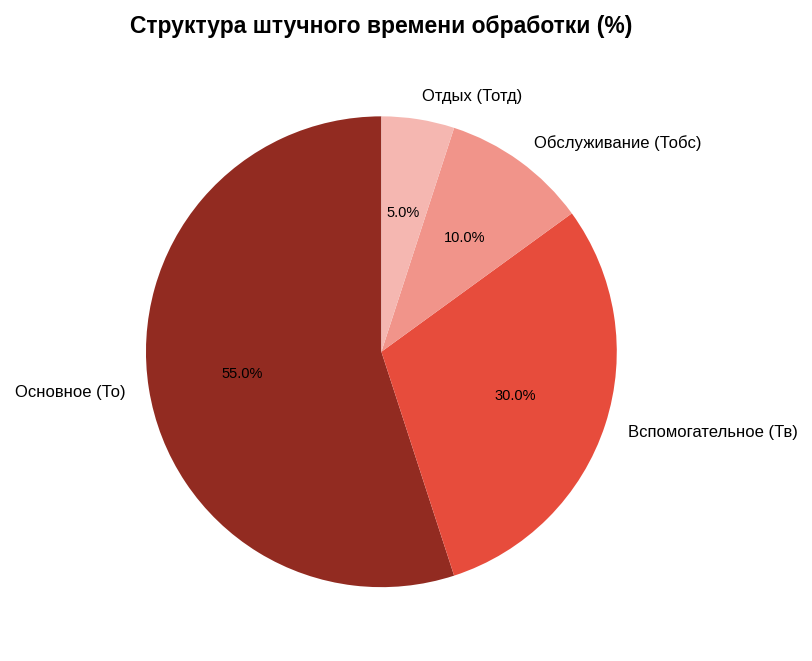 Структура штучного времени обработки (%)
Отдых (Тотд)
Обслуживание (Тобс)
5.0%
10.0%
55.0%
Основное (То)
30.0%
Вспомогательное (Тв)